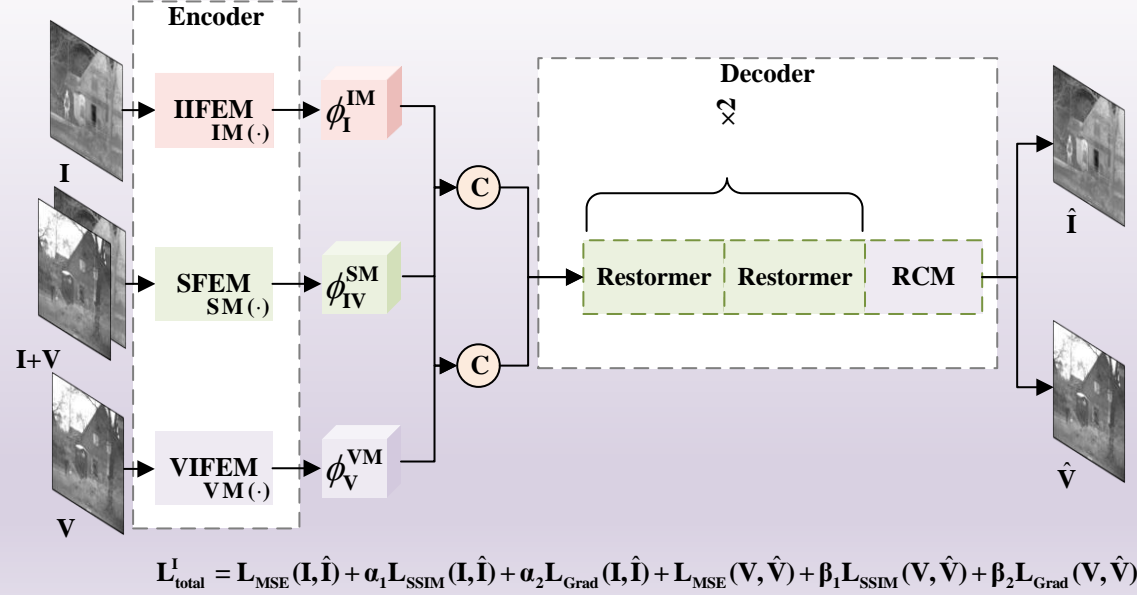 Encoder
IIFEM
IM(·)
I
ϕ_I^IM
C
SFEM
SM(·)
I+V
ϕ_IV^SM
C
VIFEM
VM(·)
V
ϕ_V^VM
Decoder
×2
Restormer
Restormer
RCM
Î
V̂
L_total^I = L_MSE(I,Î)+α₁L_SSIM(I,Î)+α₂L_Grad(I,Î)+L_MSE(V,V̂)+β₁L_SSIM(V,V̂)+β₂L_Grad(V,V̂)